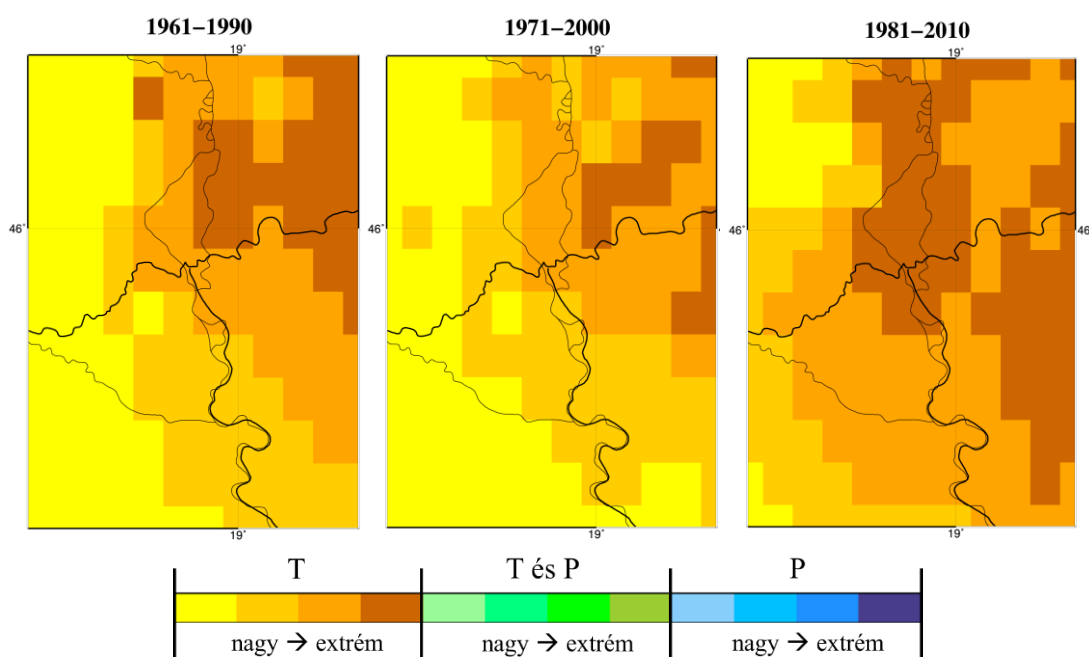 1961–1990 1971–2000 1981–2010
19° 19° 19°
46° 46° 46°
19° 19° 19°
T T és P P
nagy → extrém nagy → extrém nagy → extrém